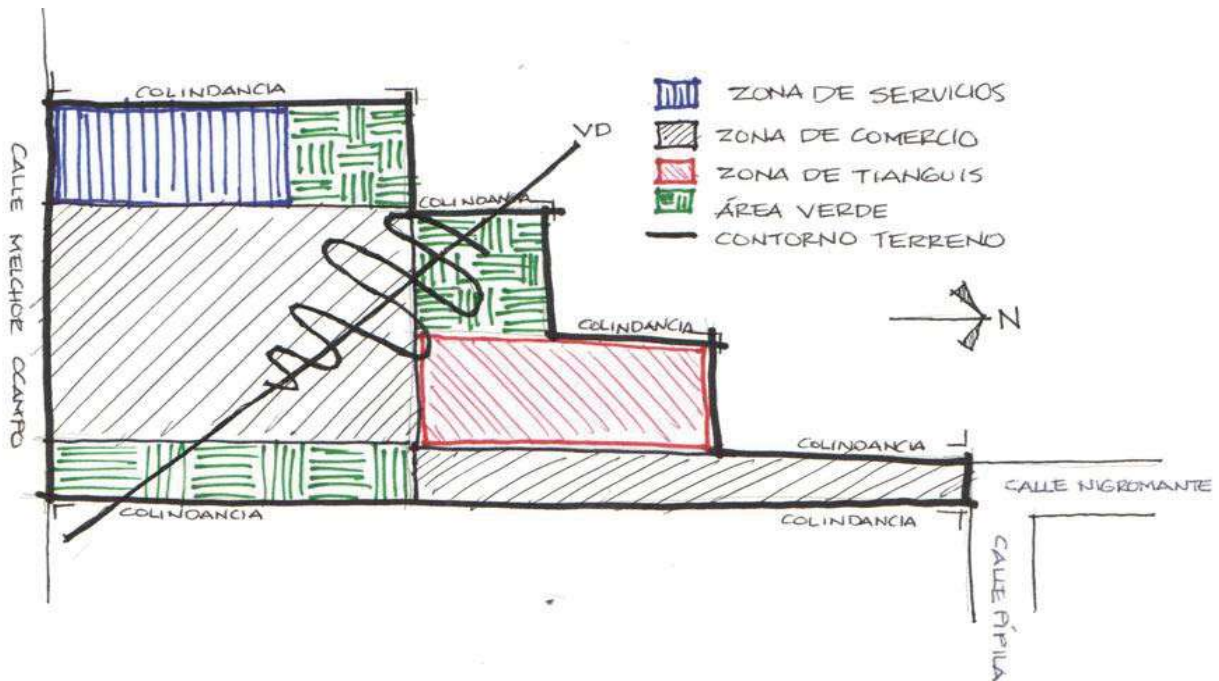 COLINDANCIA
ZONA DE SERVICIOS
VD
ZONA DE COMERCIO
ZONA DE TIANGUIS
COLINDANCIA
ÁREA VERDE
CONTORNO TERRENO
CALLE MELCHOR OCAMPO
N
COLINDANCIA
COLINDANCIA
CALLE NIGROMANTE
COLINDANCIA
COLINDANCIA
CALLE PÍPILA